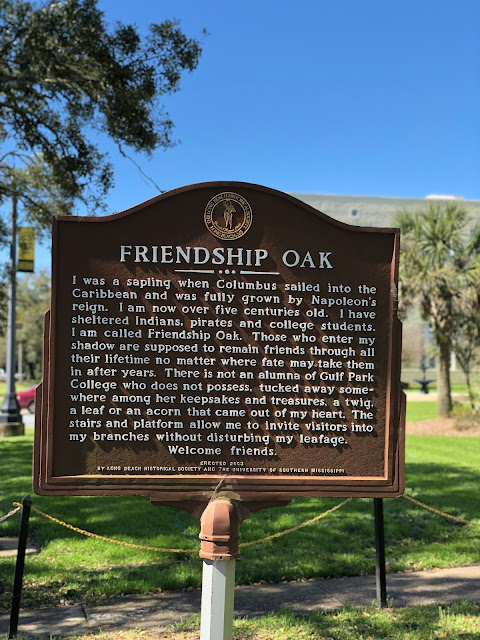 FRIENDSHIP OAK
I was a sapling when Columbus sailed into the
Caribbean and was fully grown by Napoleon's
reign. I am now over five centuries old. I have
sheltered Indians, pirates and college students.
I am called Friendship Oak. Those who enter my
shadow are supposed to remain friends through all
their lifetime no matter where fate may take them
in after years. There is not an alumna of Gulf Park
College who does not possess, tucked away some-
where among her keepsakes and treasures, a twig,
a leaf or an acorn that came out of my heart. The
stairs and platform allow me to invite visitors into
my branches without disturbing my leafage.
Welcome friends.
ERECTED 2003
BY LONG BEACH HISTORICAL SOCIETY AND THE UNIVERSITY OF SOUTHERN MISSISSIPPI